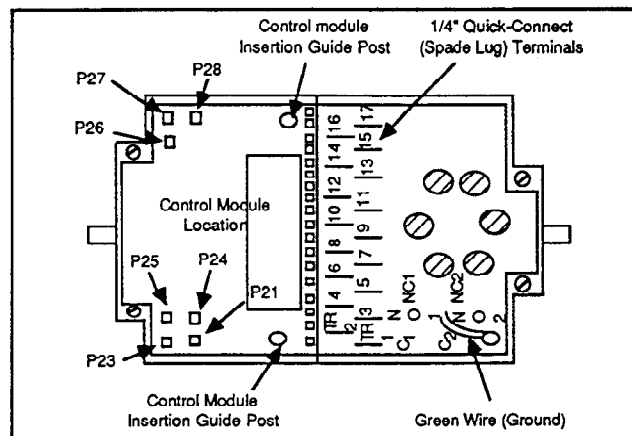 Control module
Insertion Guide Post
1/4" Quick-Connect
(Spade Lug) Terminals
P27
P28
P26
16
17
14
15
12
13
10
11
8
9
6
7
4
5
TR
2
3
TR
1
NC1
NC2
N O
1 N O
C1
C2
2
Control Module
Location
P25
P24
P21
P23
Control Module
Insertion Guide Post
Green Wire (Ground)